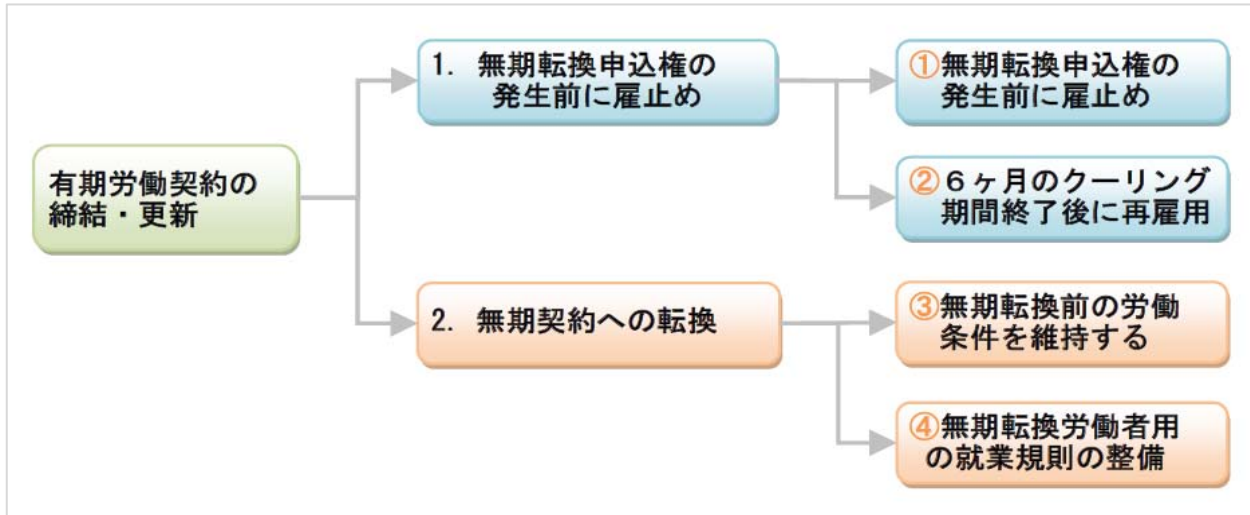 有期労働契約の
締結・更新
1. 無期転換申込権の
発生前に雇止め
①無期転換申込権の
発生前に雇止め
②６ヶ月のクーリング
期間終了後に再雇用
2. 無期契約への転換
③無期転換前の労働
条件を維持する
④無期転換労働者用
の就業規則の整備